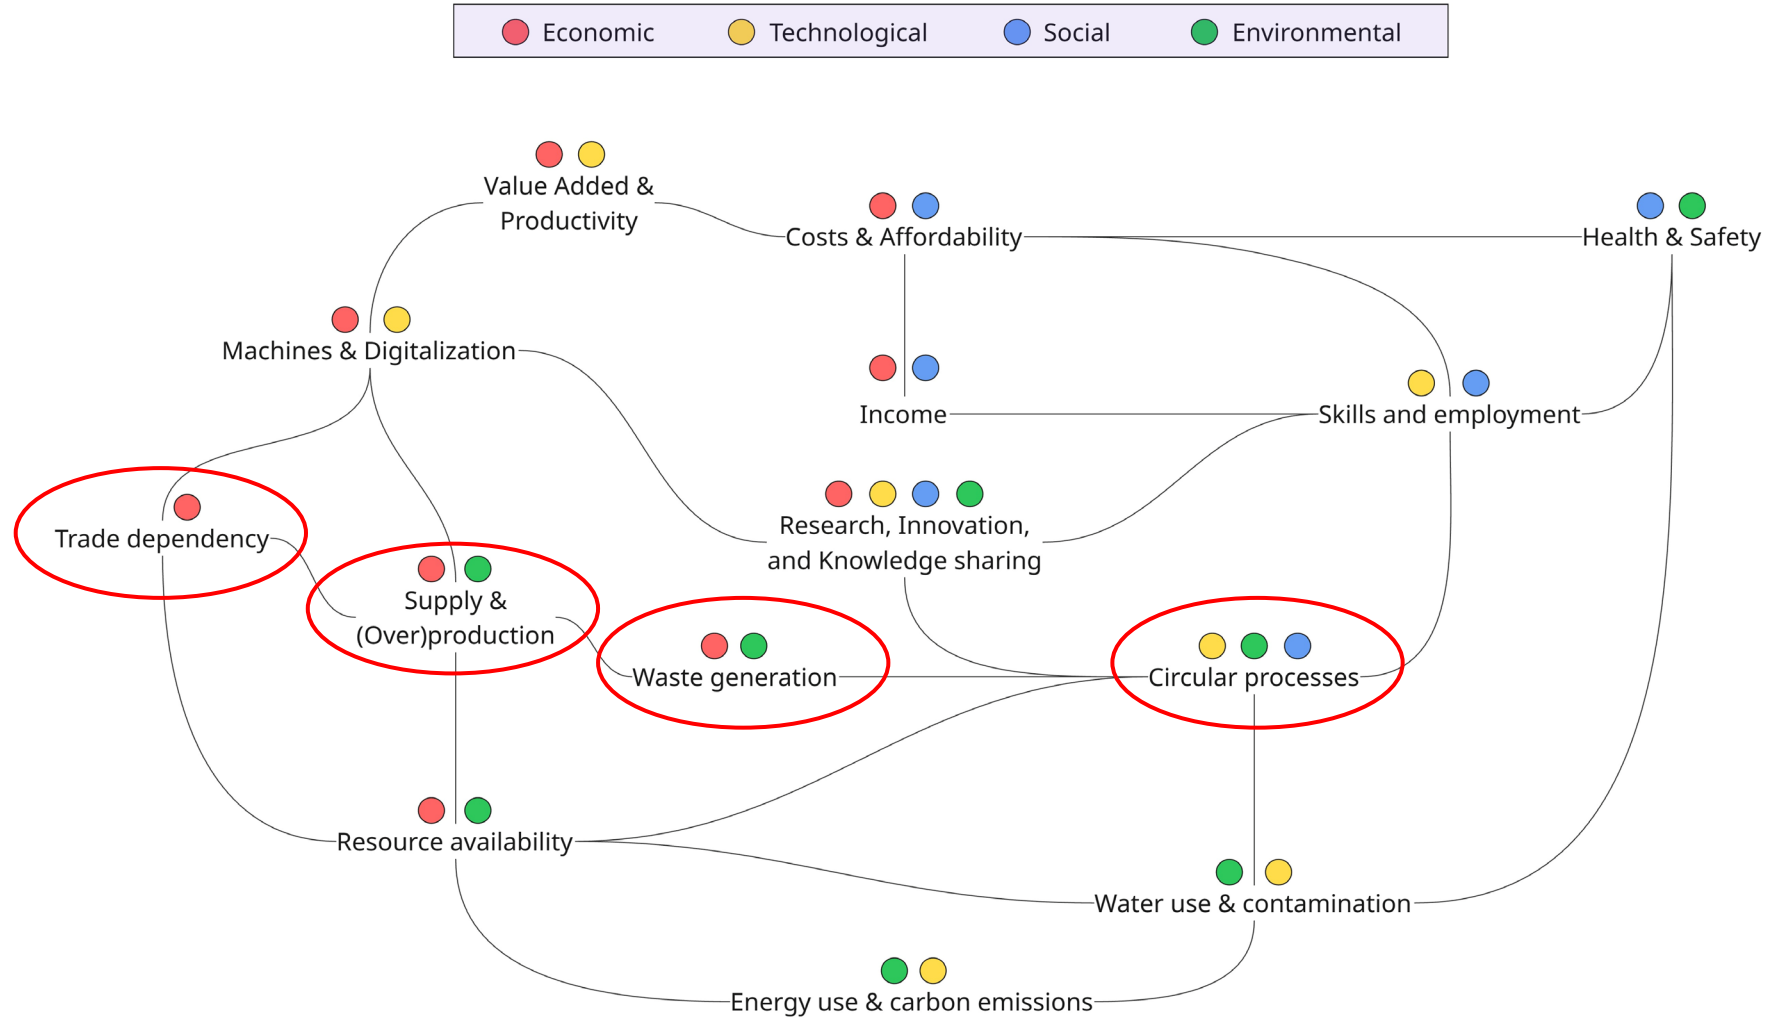 Economic
Technological
Social
Environmental
Value Added &
Productivity
Costs & Affordability
Health & Safety
Machines & Digitalization
Income
Skills and employment
Trade dependency
Research, Innovation,
and Knowledge sharing
Supply &
(Over)production
Waste generation
Circular processes
Resource availability
Water use & contamination
Energy use & carbon emissions